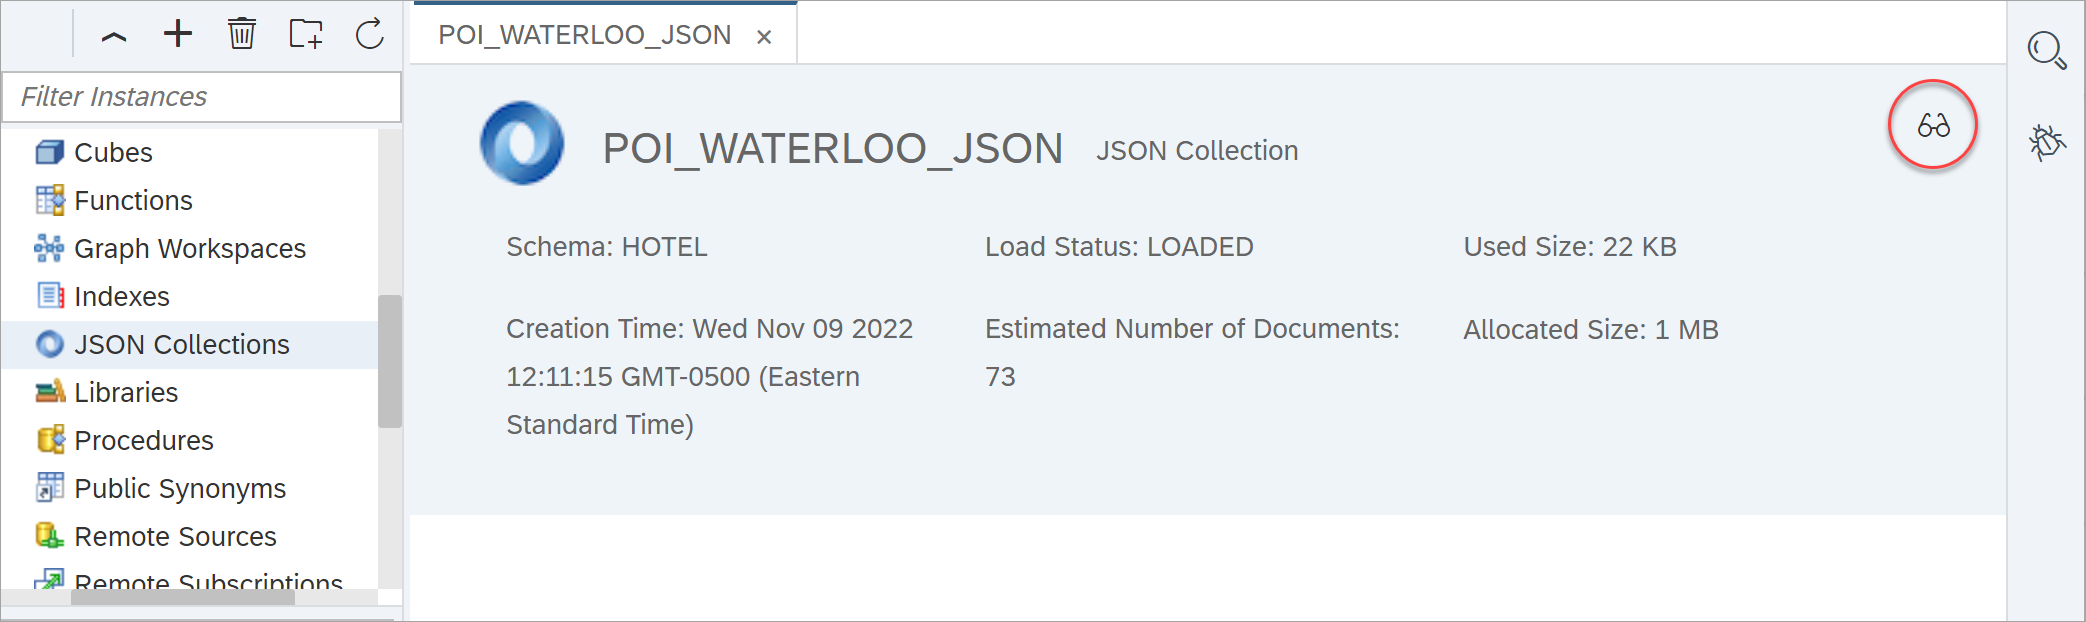 POI_WATERLOO_JSON
Filter Instances
Cubes
Functions
Graph Workspaces
Indexes
JSON Collections
Libraries
Procedures
Public Synonyms
Remote Sources
Remote Subscriptions
POI_WATERLOO_JSON JSON Collection
Schema: HOTEL
Load Status: LOADED
Used Size: 22 KB
Creation Time: Wed Nov 09 2022
12:11:15 GMT-0500 (Eastern
Standard Time)
Estimated Number of Documents:
73
Allocated Size: 1 MB